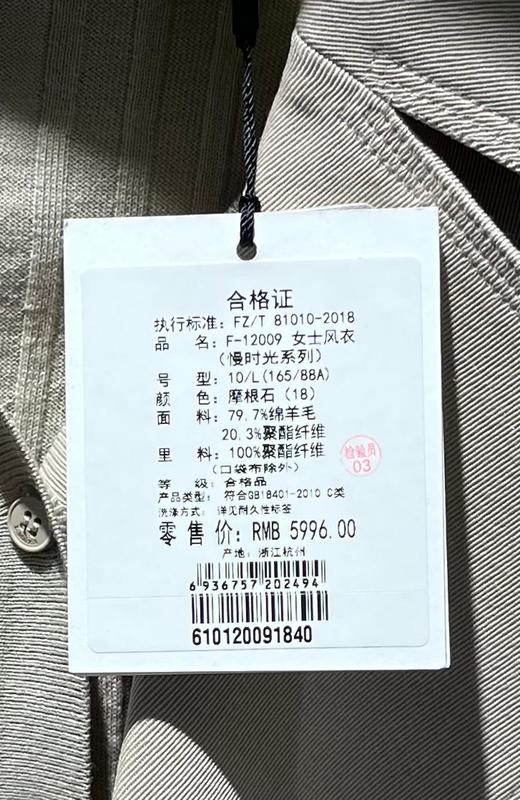 合格证
执行标准：FZ/T 81010-2018
品 名：F-12009 女士风衣
（慢时光系列）
号 型：10/L(165/88A)
颜 色：摩根石（18）
面 料：79.7%绵羊毛
20.3%聚酯纤维
里 料：100%聚酯纤维
（口袋布除外）
检验员
03
等 级：合格品
产品类型： 符合GB18401-2010 C类
洗涤方式： 详见耐久性标签
零 售 价：RMB 5996.00
产地：浙江杭州
6 936757 202494
610120091840